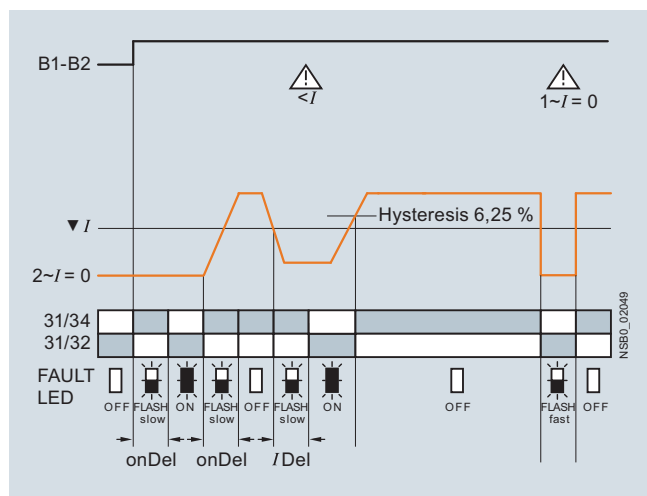 B1-B2
<I
1~I = 0
▼I
Hysteresis 6,25 %
2~I = 0
31/34
31/32
NSB0_02049
FAULT
LED
OFF
FLASH
slow
ON
FLASH
slow
OFF
FLASH
slow
ON
OFF
FLASH
fast
OFF
onDel
onDel
I Del